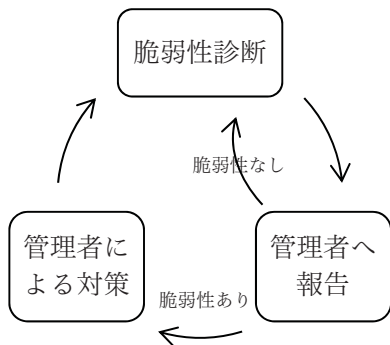 脆弱性診断
脆弱性なし
管理者に
よる対策
管理者へ
報告
脆弱性あり